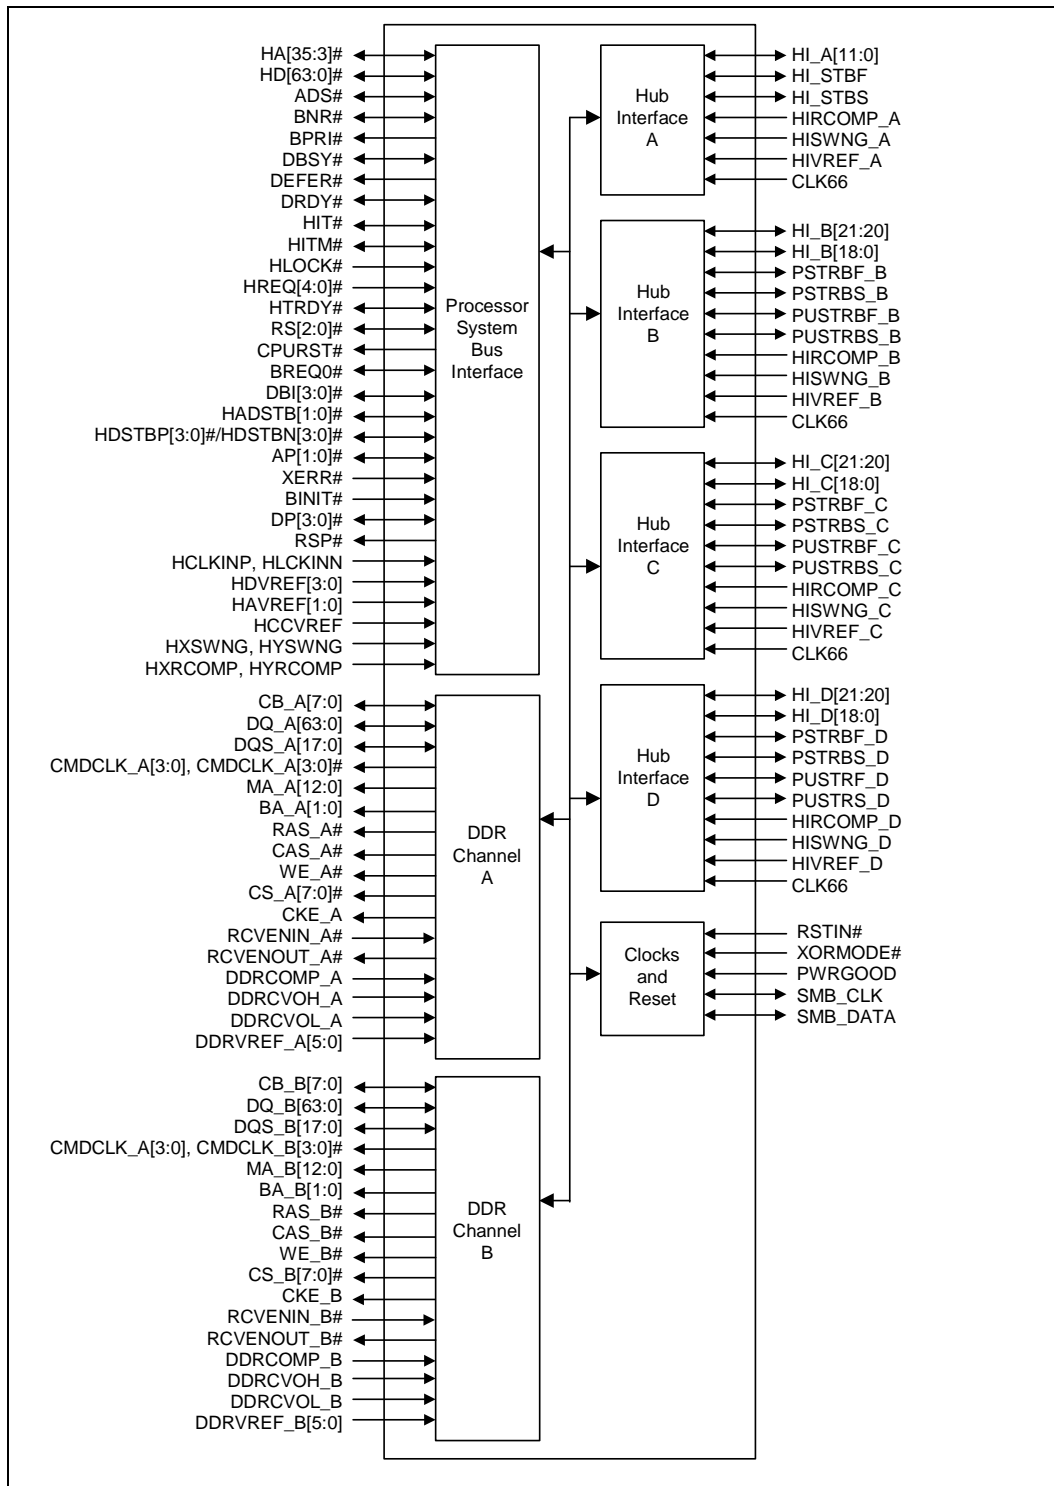 HA[35:3]#
HD[63:0]#
ADS#
BNR#
BPRI#
DBSY#
DEFER#
DRDY#
HIT#
HITM#
HLOCK#
HREQ[4:0]#
HTRDY#
RS[2:0]#
CPURST#
BREQ0#
DBI[3:0]#
HADSTB[1:0]#
HDSTBP[3:0]#/HDSTBN[3:0]#
AP[1:0]#
XERR#
BINIT#
DP[3:0]#
RSP#
HCLKINP, HLCKINN
HDVREF[3:0]
HAVREF[1:0]
HCCVREF
HXSWNG, HYSWNG
HXRCOMP, HYRCOMP
Processor
System
Bus
Interface
CB_A[7:0]
DQ_A[63:0]
DQS_A[17:0]
CMDCLK_A[3:0], CMDCLK_A[3:0]#
MA_A[12:0]
BA_A[1:0]
RAS_A#
CAS_A#
WE_A#
CS_A[7:0]#
CKE_A
RCVENIN_A#
RCVENOUT_A#
DDRCOMP_A
DDRCVOH_A
DDRCVOL_A
DDRVREF_A[5:0]
DDR
Channel
A
CB_B[7:0]
DQ_B[63:0]
DQS_B[17:0]
CMDCLK_A[3:0], CMDCLK_B[3:0]#
MA_B[12:0]
BA_B[1:0]
RAS_B#
CAS_B#
WE_B#
CS_B[7:0]#
CKE_B
RCVENIN_B#
RCVENOUT_B#
DDRCOMP_B
DDRCVOH_B
DDRCVOL_B
DDRVREF_B[5:0]
DDR
Channel
B
Hub
Interface
A
HI_A[11:0]
HI_STBF
HI_STBS
HIRCOMP_A
HISWNG_A
HIVREF_A
CLK66
Hub
Interface
B
HI_B[21:20]
HI_B[18:0]
PSTRBF_B
PSTRBS_B
PUSTRBF_B
PUSTRBS_B
HIRCOMP_B
HISWNG_B
HIVREF_B
CLK66
Hub
Interface
C
HI_C[21:20]
HI_C[18:0]
PSTRBF_C
PSTRBS_C
PUSTRBF_C
PUSTRBS_C
HIRCOMP_C
HISWNG_C
HIVREF_C
CLK66
Hub
Interface
D
HI_D[21:20]
HI_D[18:0]
PSTRBF_D
PSTRBS_D
PUSTRF_D
PUSTRS_D
HIRCOMP_D
HISWNG_D
HIVREF_D
CLK66
Clocks
and
Reset
RSTIN#
XORMODE#
PWRGOOD
SMB_CLK
SMB_DATA